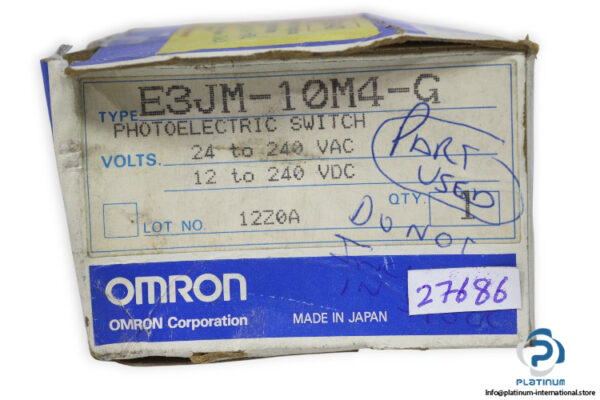 TYPE E3JM-10M4-G
PHOTOELECTRIC SWITCH
VOLTS. 24 to 240 VAC
12 to 240 VDC
QTY. 1
LOT NO. 12Z0A
PART
USED
DO NOT
OMRON
OMRON Corporation
MADE IN JAPAN
27686
PLATINUM
Info@platinum-international.store